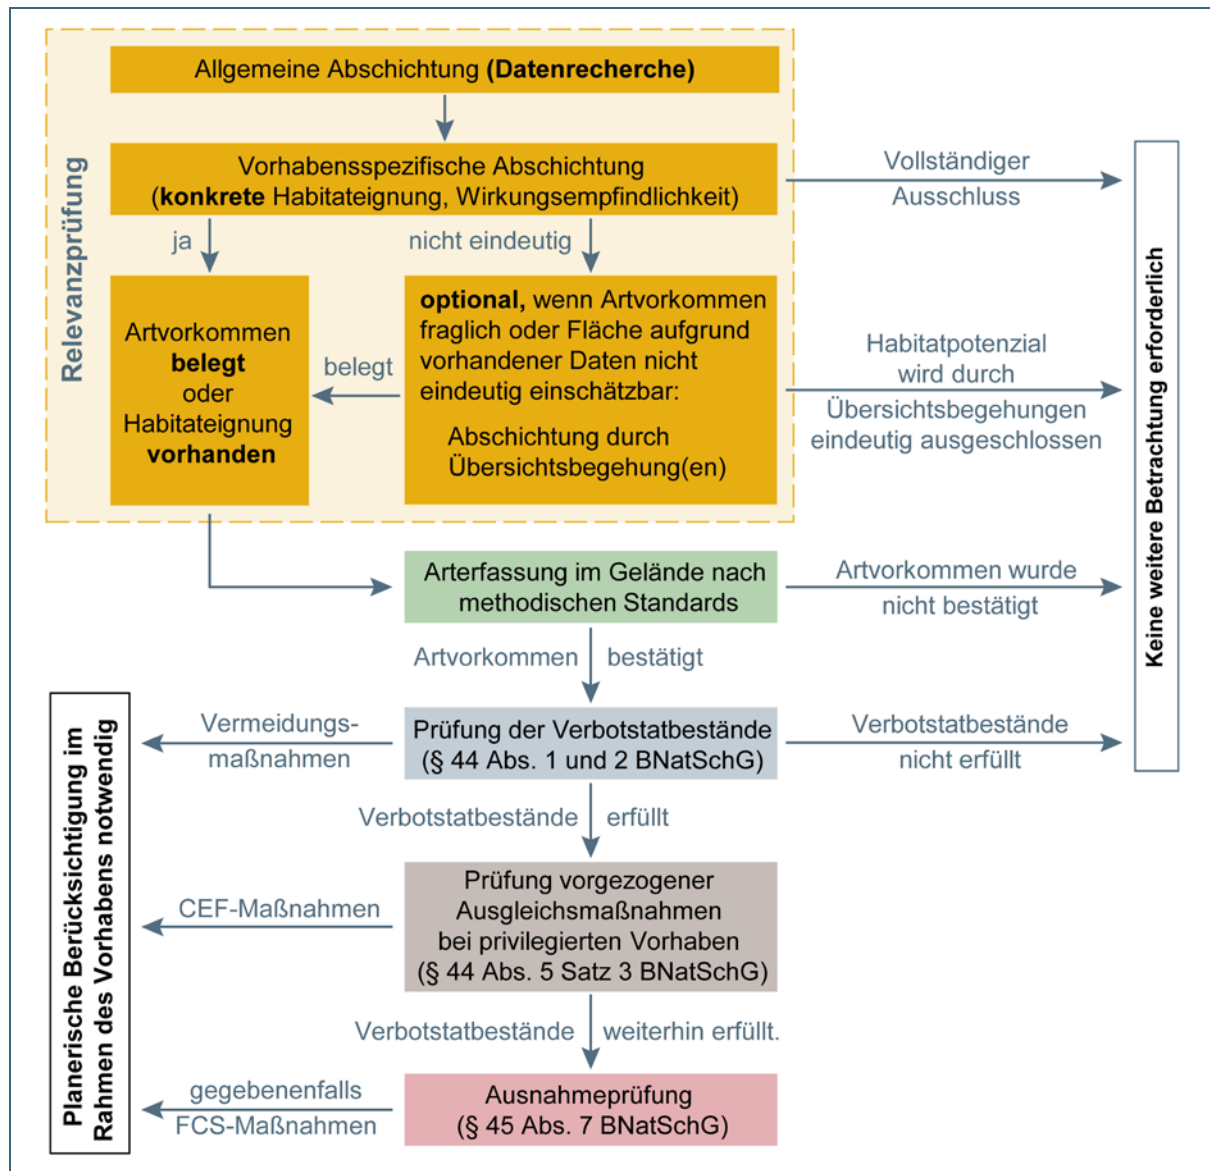 Relevanzprüfung
Allgemeine Abschichtung (Datenrecherche)
Vorhabensspezifische Abschichtung
(konkrete Habitateignung, Wirkungsempfindlichkeit)
Vollständiger
Ausschluss
ja
nicht eindeutig
Artvorkommen
belegt
oder
Habitateignung
vorhanden
belegt
optional, wenn Artvorkommen
fraglich oder Fläche aufgrund
vorhandener Daten nicht
eindeutig einschätzbar:
Abschichtung durch
Übersichtsbegehung(en)
Habitatpotenzial
wird durch
Übersichtsbegehungen
eindeutig ausgeschlossen
Keine weitere Betrachtung erforderlich
Arterfassung im Gelände nach
methodischen Standards
Artvorkommen wurde
nicht bestätigt
Artvorkommen bestätigt
Planerische Berücksichtigung im
Rahmen des Vorhabens notwendig
Vermeidungs-
maßnahmen
Prüfung der Verbotstatbestände
(§ 44 Abs. 1 und 2 BNatSchG)
Verbotstatbestände
nicht erfüllt
Verbotstatbestände erfüllt
CEF-Maßnahmen
Prüfung vorgezogener
Ausgleichsmaßnahmen
bei privilegierten Vorhaben
(§ 44 Abs. 5 Satz 3 BNatSchG)
Verbotstatbestände weiterhin erfüllt.
gegebenenfalls
FCS-Maßnahmen
Ausnahmeprüfung
(§ 45 Abs. 7 BNatSchG)